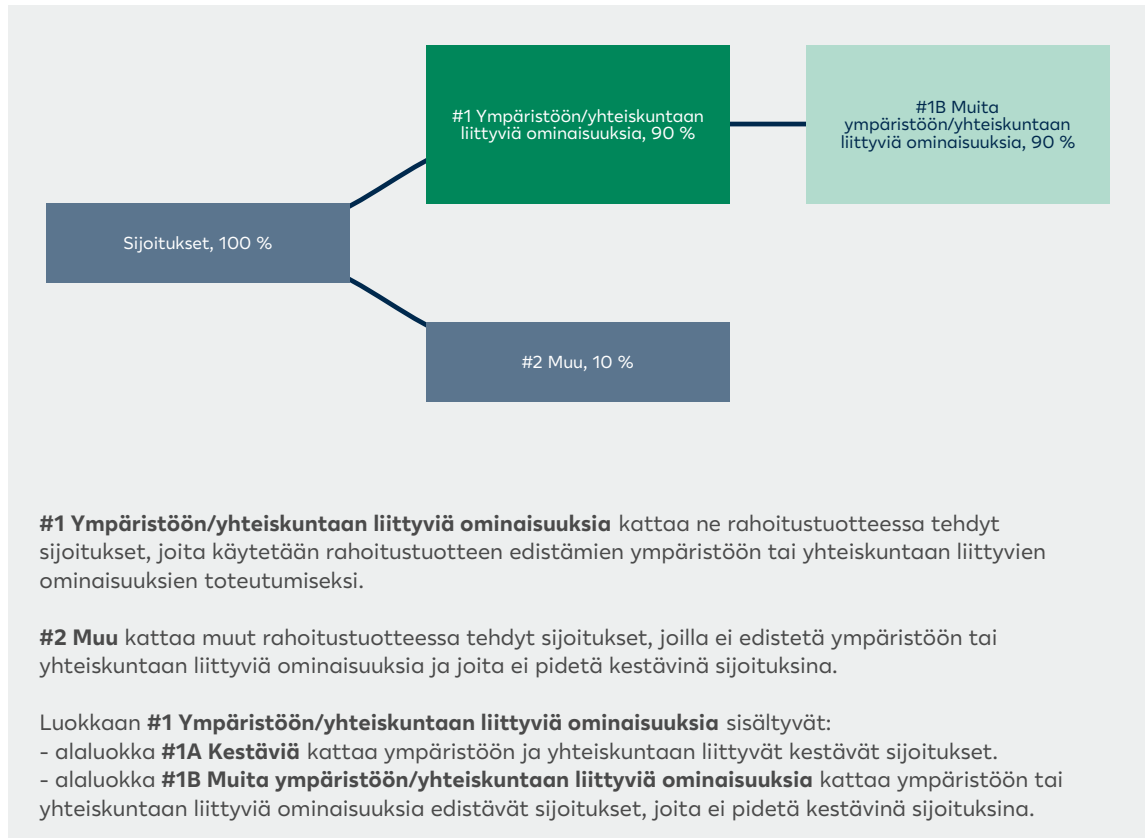 #1 Ympäristöön/yhteiskuntaan
liittyviä ominaisuuksia, 90 %
#1B Muita
ympäristöön/yhteiskuntaan
liittyviä ominaisuuksia, 90 %
Sijoitukset, 100 %
#2 Muu, 10 %
#1 Ympäristöön/yhteiskuntaan liittyviä ominaisuuksia kattaa ne rahoitustuotteessa tehdyt
sijoitukset, joita käytetään rahoitustuotteen edistämien ympäristöön tai yhteiskuntaan liittyvien
ominaisuuksien toteutumiseksi.
#2 Muu kattaa muut rahoitustuotteessa tehdyt sijoitukset, joilla ei edistetä ympäristöön tai
yhteiskuntaan liittyviä ominaisuuksia ja joita ei pidetä kestävinä sijoituksina.
Luokkaan #1 Ympäristöön/yhteiskuntaan liittyviä ominaisuuksia sisältyvät:
- alaluokka #1A Kestäviä kattaa ympäristöön ja yhteiskuntaan liittyvät kestävät sijoitukset.
- alaluokka #1B Muita ympäristöön/yhteiskuntaan liittyviä ominaisuuksia kattaa ympäristöön tai
yhteiskuntaan liittyviä ominaisuuksia edistävät sijoitukset, joita ei pidetä kestävinä sijoituksina.